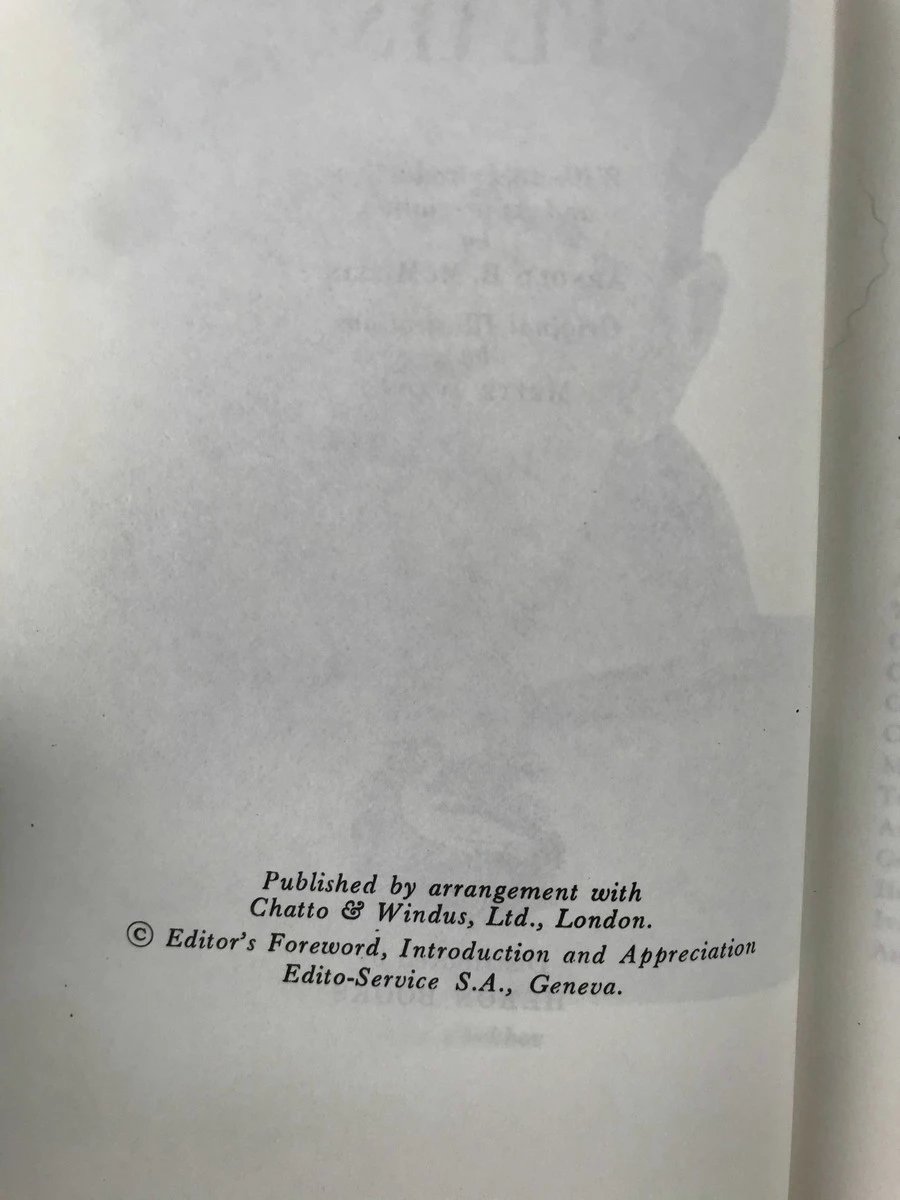 Published by arrangement with
Chatto & Windus, Ltd., London.
© Editor's Foreword, Introduction and Appreciation
Edito-Service S.A., Geneva.